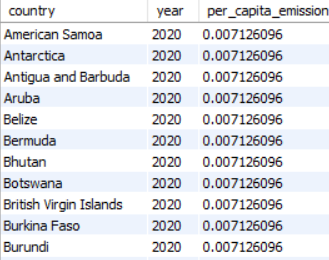 country year per_capita_emission
American Samoa 2020 0.007126096
Antarctica 2020 0.007126096
Antigua and Barbuda 2020 0.007126096
Aruba 2020 0.007126096
Belize 2020 0.007126096
Bermuda 2020 0.007126096
Bhutan 2020 0.007126096
Botswana 2020 0.007126096
British Virgin Islands 2020 0.007126096
Burkina Faso 2020 0.007126096
Burundi 2020 0.007126096